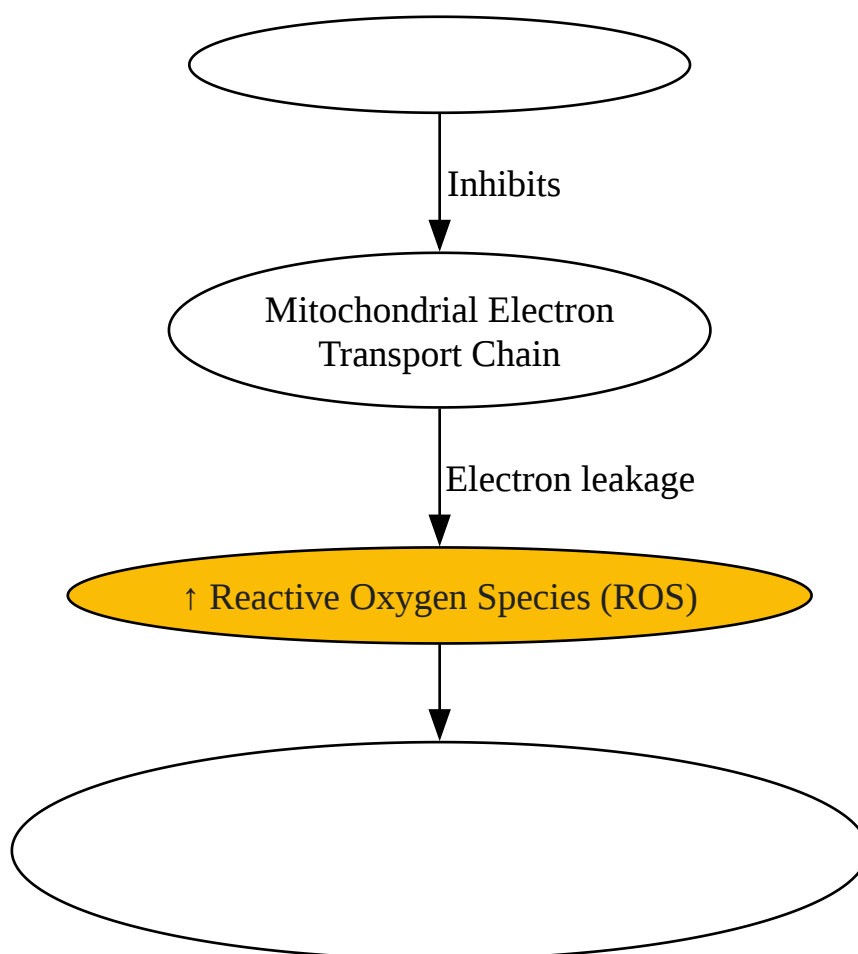 Inhibits
Mitochondrial Electron
Transport Chain
Electron leakage
↑ Reactive Oxygen Species (ROS)